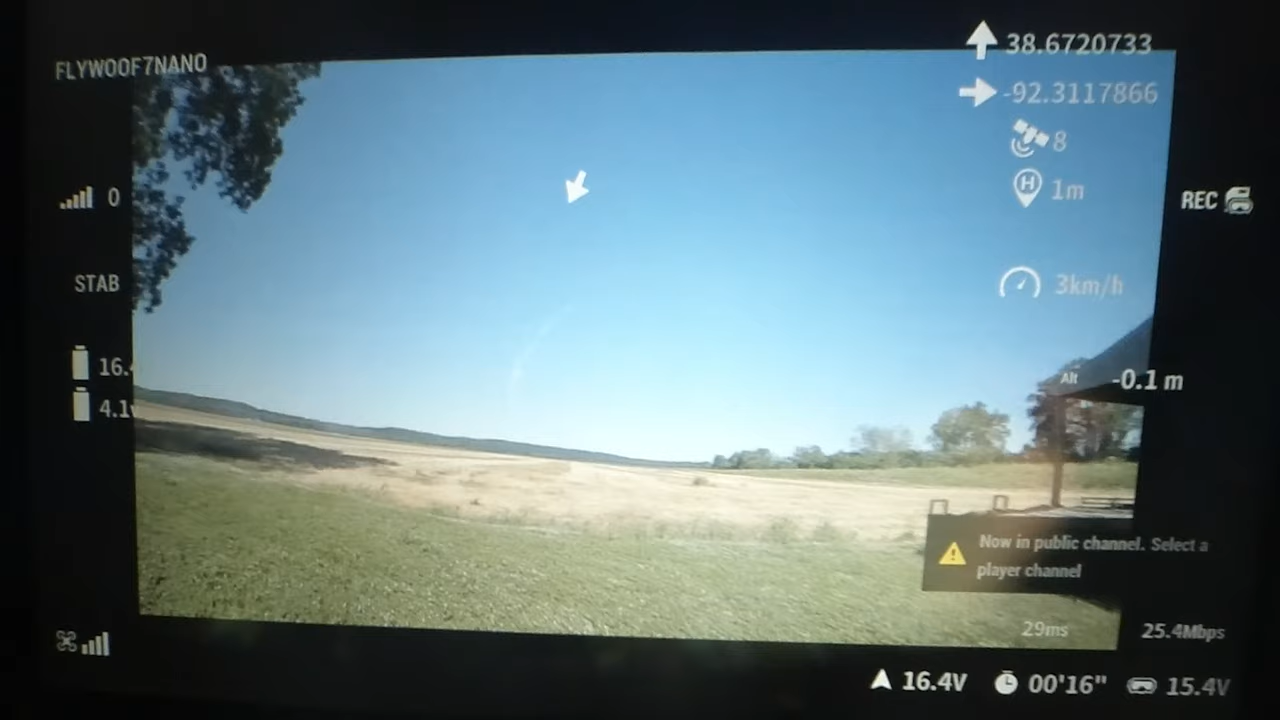 FLYWOOF7NANO
38.6720733
-92.3117866
8
H 1m
0
REC
STAB
3km/h
16.4
4.1v
Alt -0.1 m
Now in public channel. Select a
player channel
29ms
25.4Mbps
16.4V 00'16" 15.4V